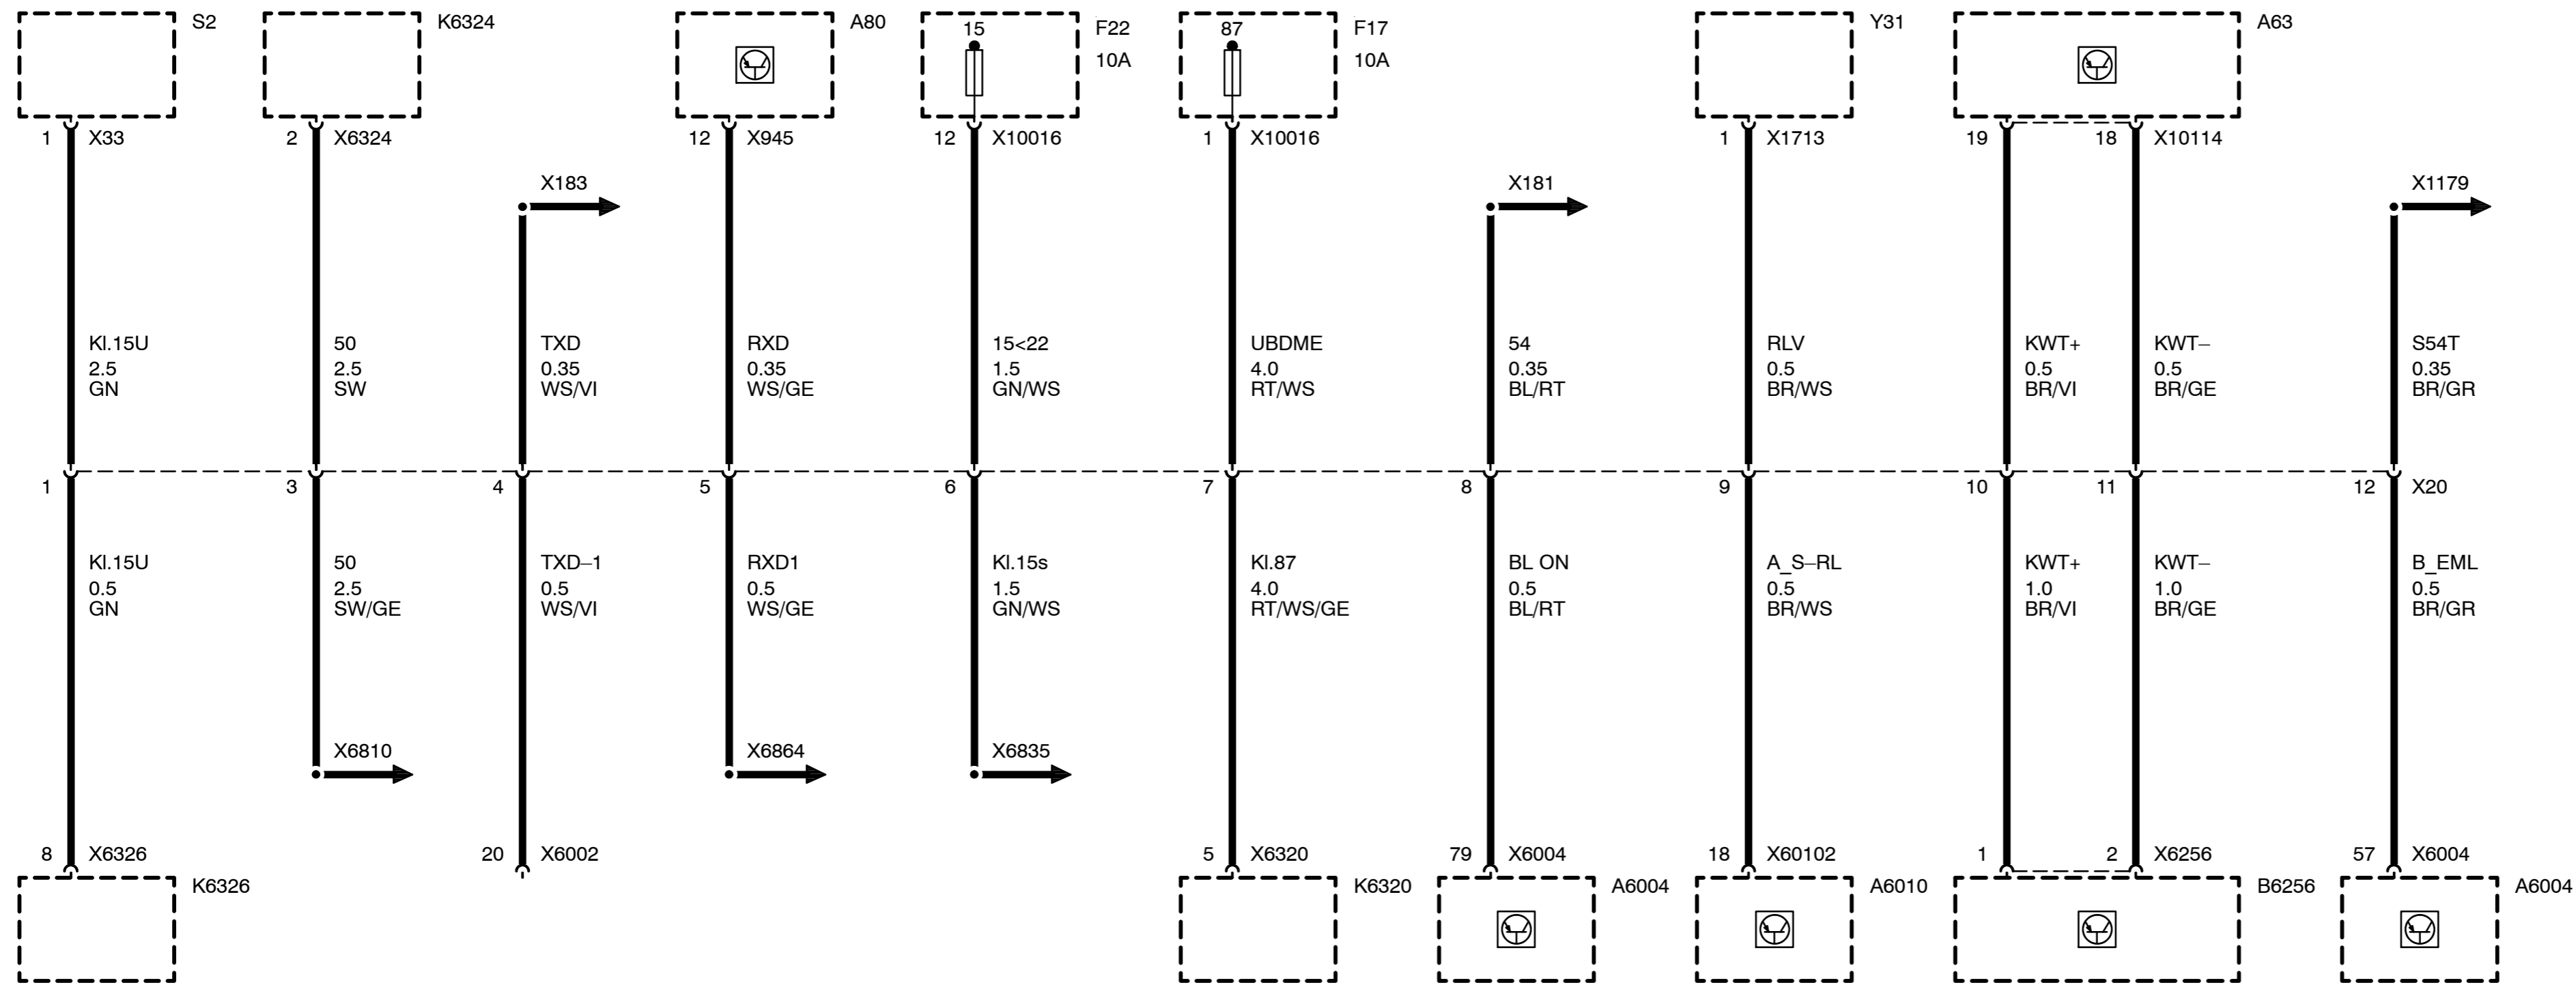 S2
K6324
A80
15
F22
10A
87
F17
10A
Y31
A63
1 X33
2 X6324
12 X945
12 X10016
1 X10016
1 X1713
19
18 X10114
X183
X181
X1179
Kl.15U
2.5
GN
50
2.5
SW
TXD
0.35
WS/VI
RXD
0.35
WS/GE
15<22
1.5
GN/WS
UBDME
4.0
RT/WS
54
0.35
BL/RT
RLV
0.5
BR/WS
KWT+
0.5
BR/VI
KWT–
0.5
BR/GE
S54T
0.35
BR/GR
1
3
4
5
6
7
8
9
10
11
12 X20
Kl.15U
0.5
GN
50
2.5
SW/GE
TXD–1
0.5
WS/VI
RXD1
0.5
WS/GE
Kl.15s
1.5
GN/WS
Kl.87
4.0
RT/WS/GE
BL ON
0.5
BL/RT
A_S–RL
0.5
BR/WS
KWT+
1.0
BR/VI
KWT–
1.0
BR/GE
B_EML
0.5
BR/GR
X6810
X6864
X6835
8 X6326
20 X6002
5 X6320
79 X6004
18 X60102
1
2 X6256
57 X6004
K6326
K6320
A6004
A6010
B6256
A6004